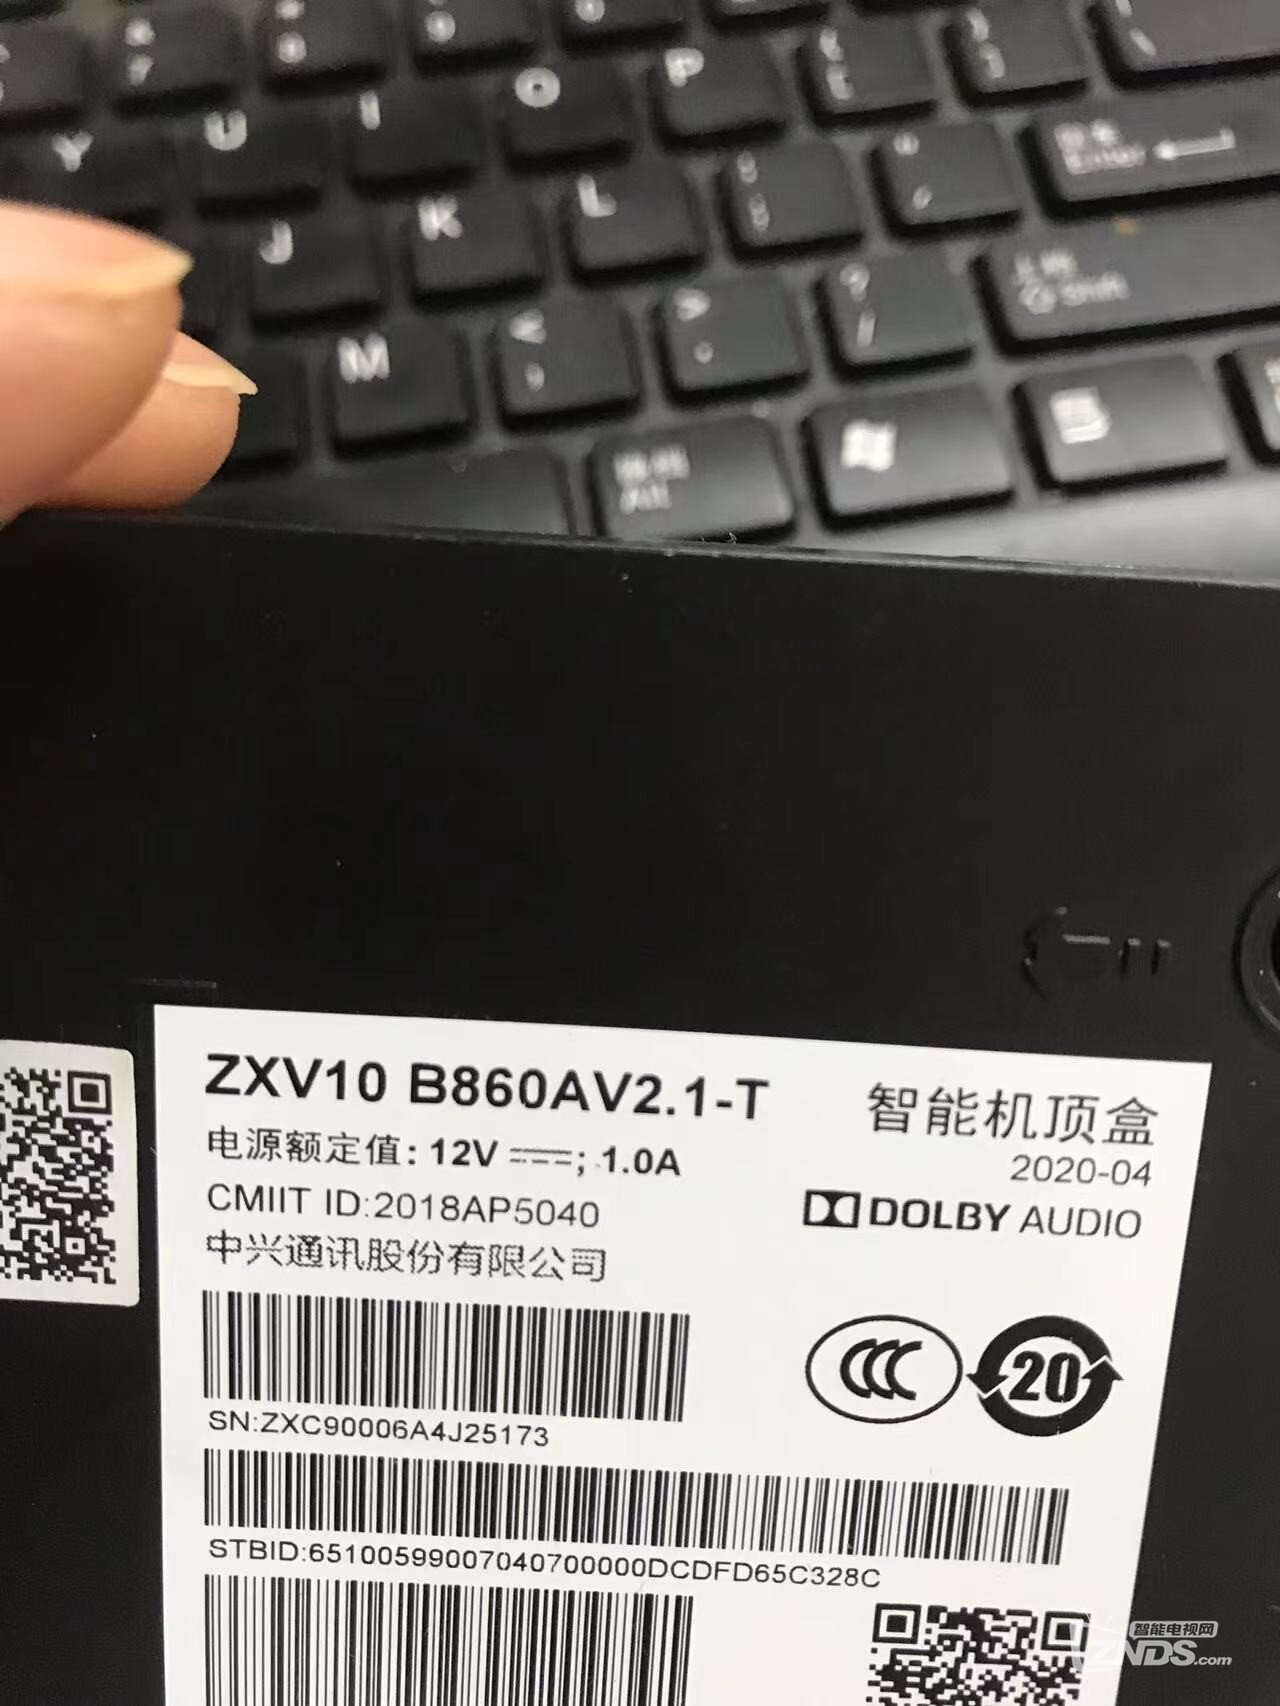 Y U I O P
J K L
Enter
M < , > . ? /
Shift
Alt
ZXV10 B860AV2.1-T
智能机顶盒
电源额定值: 12V ⎓; 1.0A
2020-04
CMIIT ID:2018AP5040
DOLBY AUDIO
中兴通讯股份有限公司
CCC
20
SN:ZXC90006A4J25173
STBID:65100599007040700000DCDFD65C328C
智能电视网
ZNDS.com